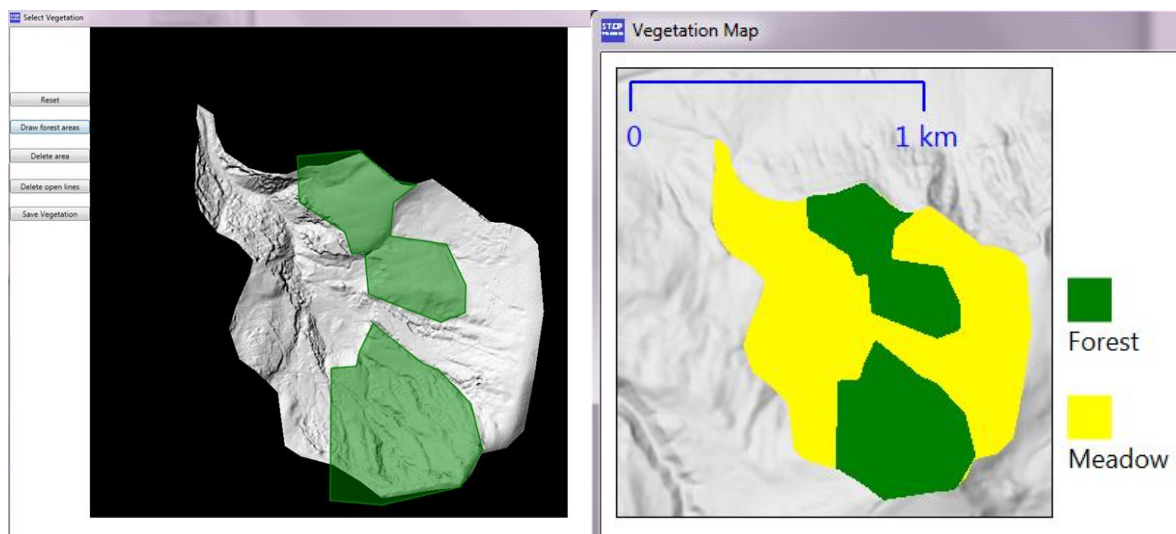 Select Vegetation
Reset
Draw forest areas
Delete area
Delete open lines
Save Vegetation
Vegetation Map
0
1 km
Forest
Meadow